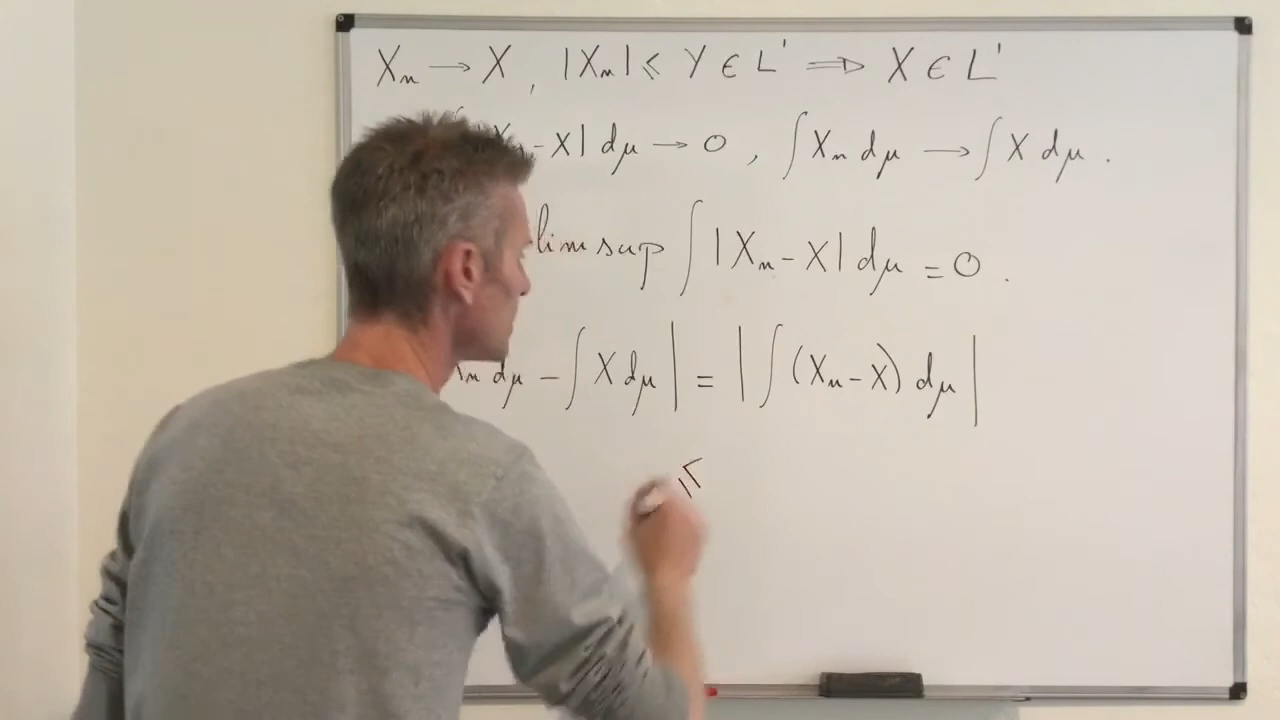 Xₙ → X , |Xₙ| ⩽ Y ∈ L¹ ⟹ X ∈ L¹
- X| dμ → 0 , ∫ Xₙ dμ → ∫ X dμ .
lim sup ∫ |Xₙ - X| dμ = 0 .
dμ - ∫ X dμ | = | ∫ (Xₙ - X) dμ |